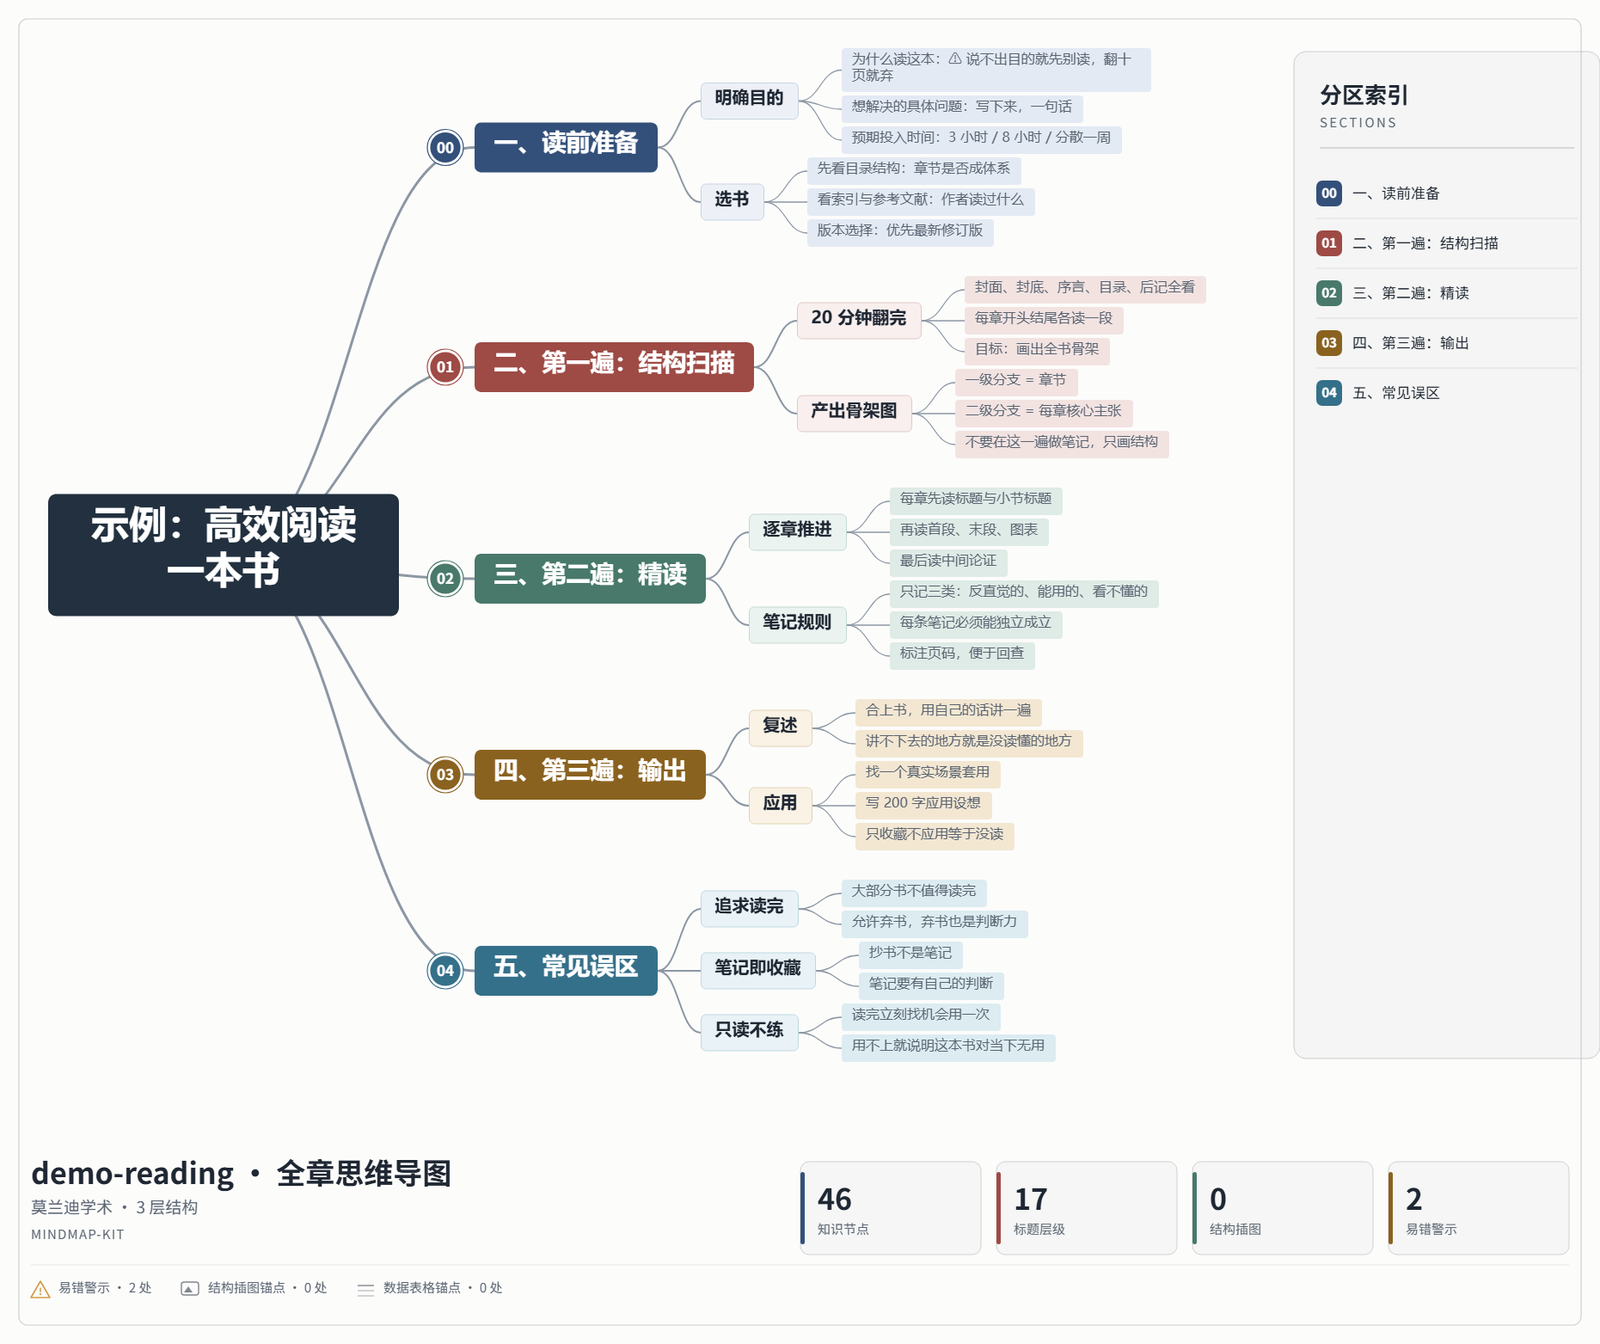 示例：高效阅读
一本书
00
一、读前准备
明确目的
为什么读这本：⚠ 说不出目的就先别读，翻十
页就弃
想解决的具体问题：写下来，一句话
预期投入时间：3 小时 / 8 小时 / 分散一周
选书
先看目录结构：章节是否成体系
看索引与参考文献：作者读过什么
版本选择：优先最新修订版
01
二、第一遍：结构扫描
20 分钟翻完
封面、封底、序言、目录、后记全看
每章开头结尾各读一段
目标：画出全书骨架
产出骨架图
一级分支 = 章节
二级分支 = 每章核心主张
不要在这一遍做笔记，只画结构
02
三、第二遍：精读
逐章推进
每章先读标题与小节标题
再读首段、末段、图表
最后读中间论证
笔记规则
只记三类：反直觉的、能用的、看不懂的
每条笔记必须能独立成立
标注页码，便于回查
03
四、第三遍：输出
复述
合上书，用自己的话讲一遍
讲不下去的地方就是没读懂的地方
应用
找一个真实场景套用
写 200 字应用设想
只收藏不应用等于没读
04
五、常见误区
追求读完
大部分书不值得读完
允许弃书，弃书也是判断力
笔记即收藏
抄书不是笔记
笔记要有自己的判断
只读不练
读完立刻找机会用一次
用不上就说明这本书对当下无用
分区索引
SECTIONS
00 一、读前准备
01 二、第一遍：结构扫描
02 三、第二遍：精读
03 四、第三遍：输出
04 五、常见误区
demo-reading · 全章思维导图
莫兰迪学术 · 3 层结构
MINDMAP-KIT
46
知识节点
17
标题层级
0
结构插图
2
易错警示
易错警示 · 2 处
结构插图锚点 · 0 处
数据表格锚点 · 0 处